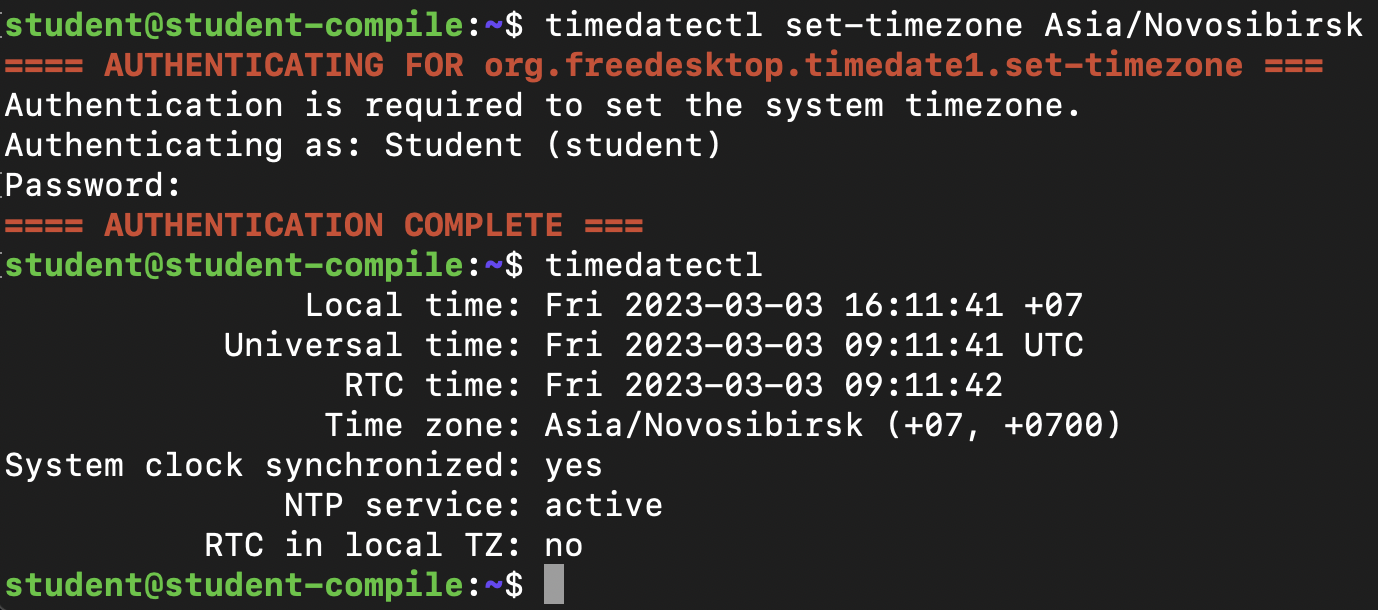 student@student-compile:~$ timedatectl set-timezone Asia/Novosibirsk
==== AUTHENTICATING FOR org.freedesktop.timedate1.set-timezone ===
Authentication is required to set the system timezone.
Authenticating as: Student (student)
Password:
==== AUTHENTICATION COMPLETE ===
student@student-compile:~$ timedatectl
Local time: Fri 2023-03-03 16:11:41 +07
Universal time: Fri 2023-03-03 09:11:41 UTC
RTC time: Fri 2023-03-03 09:11:42
Time zone: Asia/Novosibirsk (+07, +0700)
System clock synchronized: yes
NTP service: active
RTC in local TZ: no
student@student-compile:~$